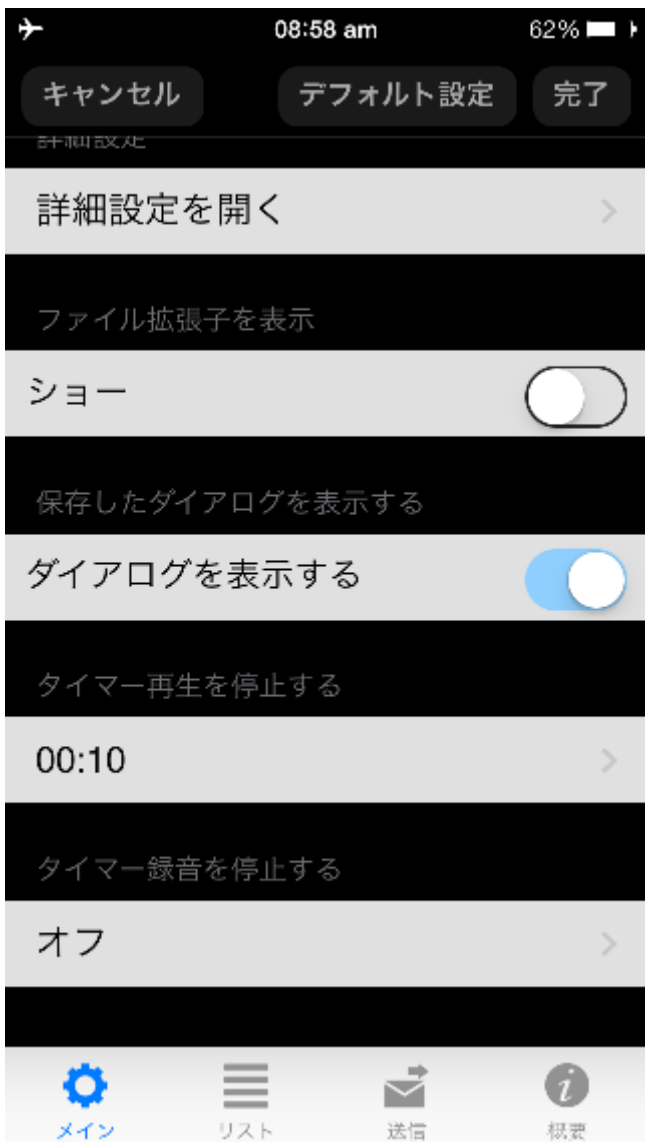 08:58 am 62%
キャンセル デフォルト設定 完了
詳細設定
詳細設定を開く
ファイル拡張子を表示
ショー
保存したダイアログを表示する
ダイアログを表示する
タイマー再生を停止する
00:10
タイマー録音を停止する
オフ
メイン リスト 送信 概要